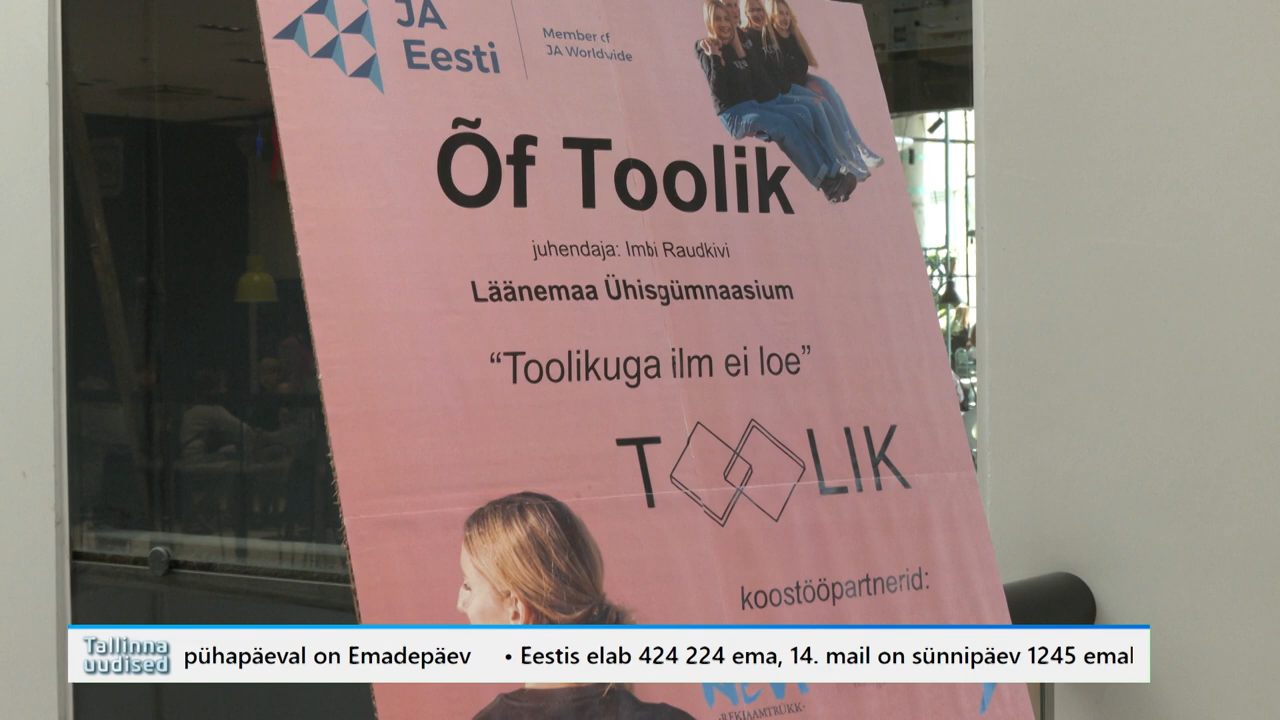 JA
Eesti
Member of
JA Worldwide
Õf Toolik
juhendaja: Imbi Raudkivi
Läänemaa Ühisgümnaasium
“Toolikuga ilm ei loe”
TOOLIK
koostööpartnerid:
Tallinna
uudised
pühapäeval on Emadepäev • Eestis elab 424 224 ema, 14. mail on sünnipäev 1245 emal
-REKLAAMTRÜKK-